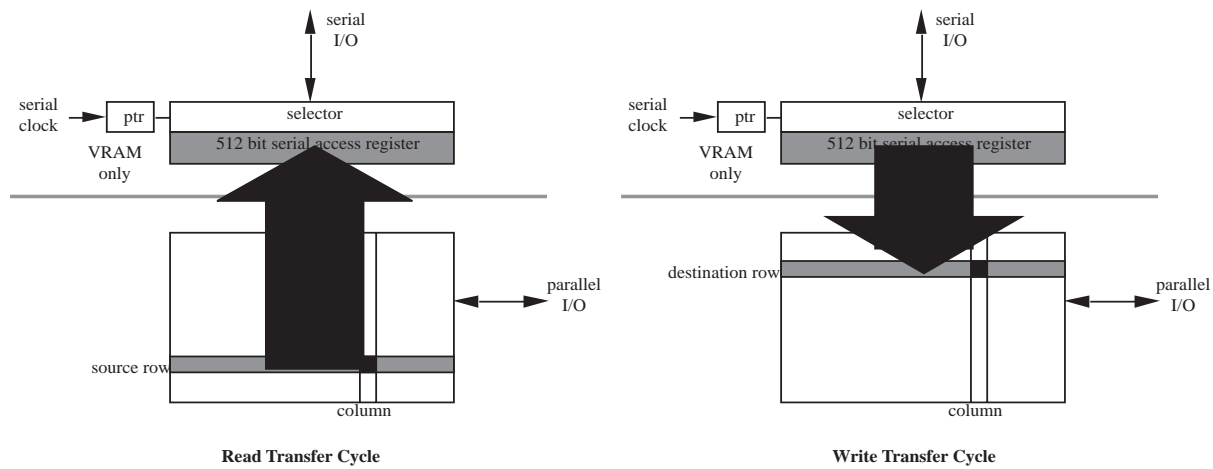 serial
I/O
serial
clock
ptr
selector
512 bit serial access register
VRAM
only
source row
parallel
I/O
column
Read Transfer Cycle
serial
I/O
serial
clock
ptr
selector
512 bit serial access register
VRAM
only
destination row
parallel
I/O
column
Write Transfer Cycle